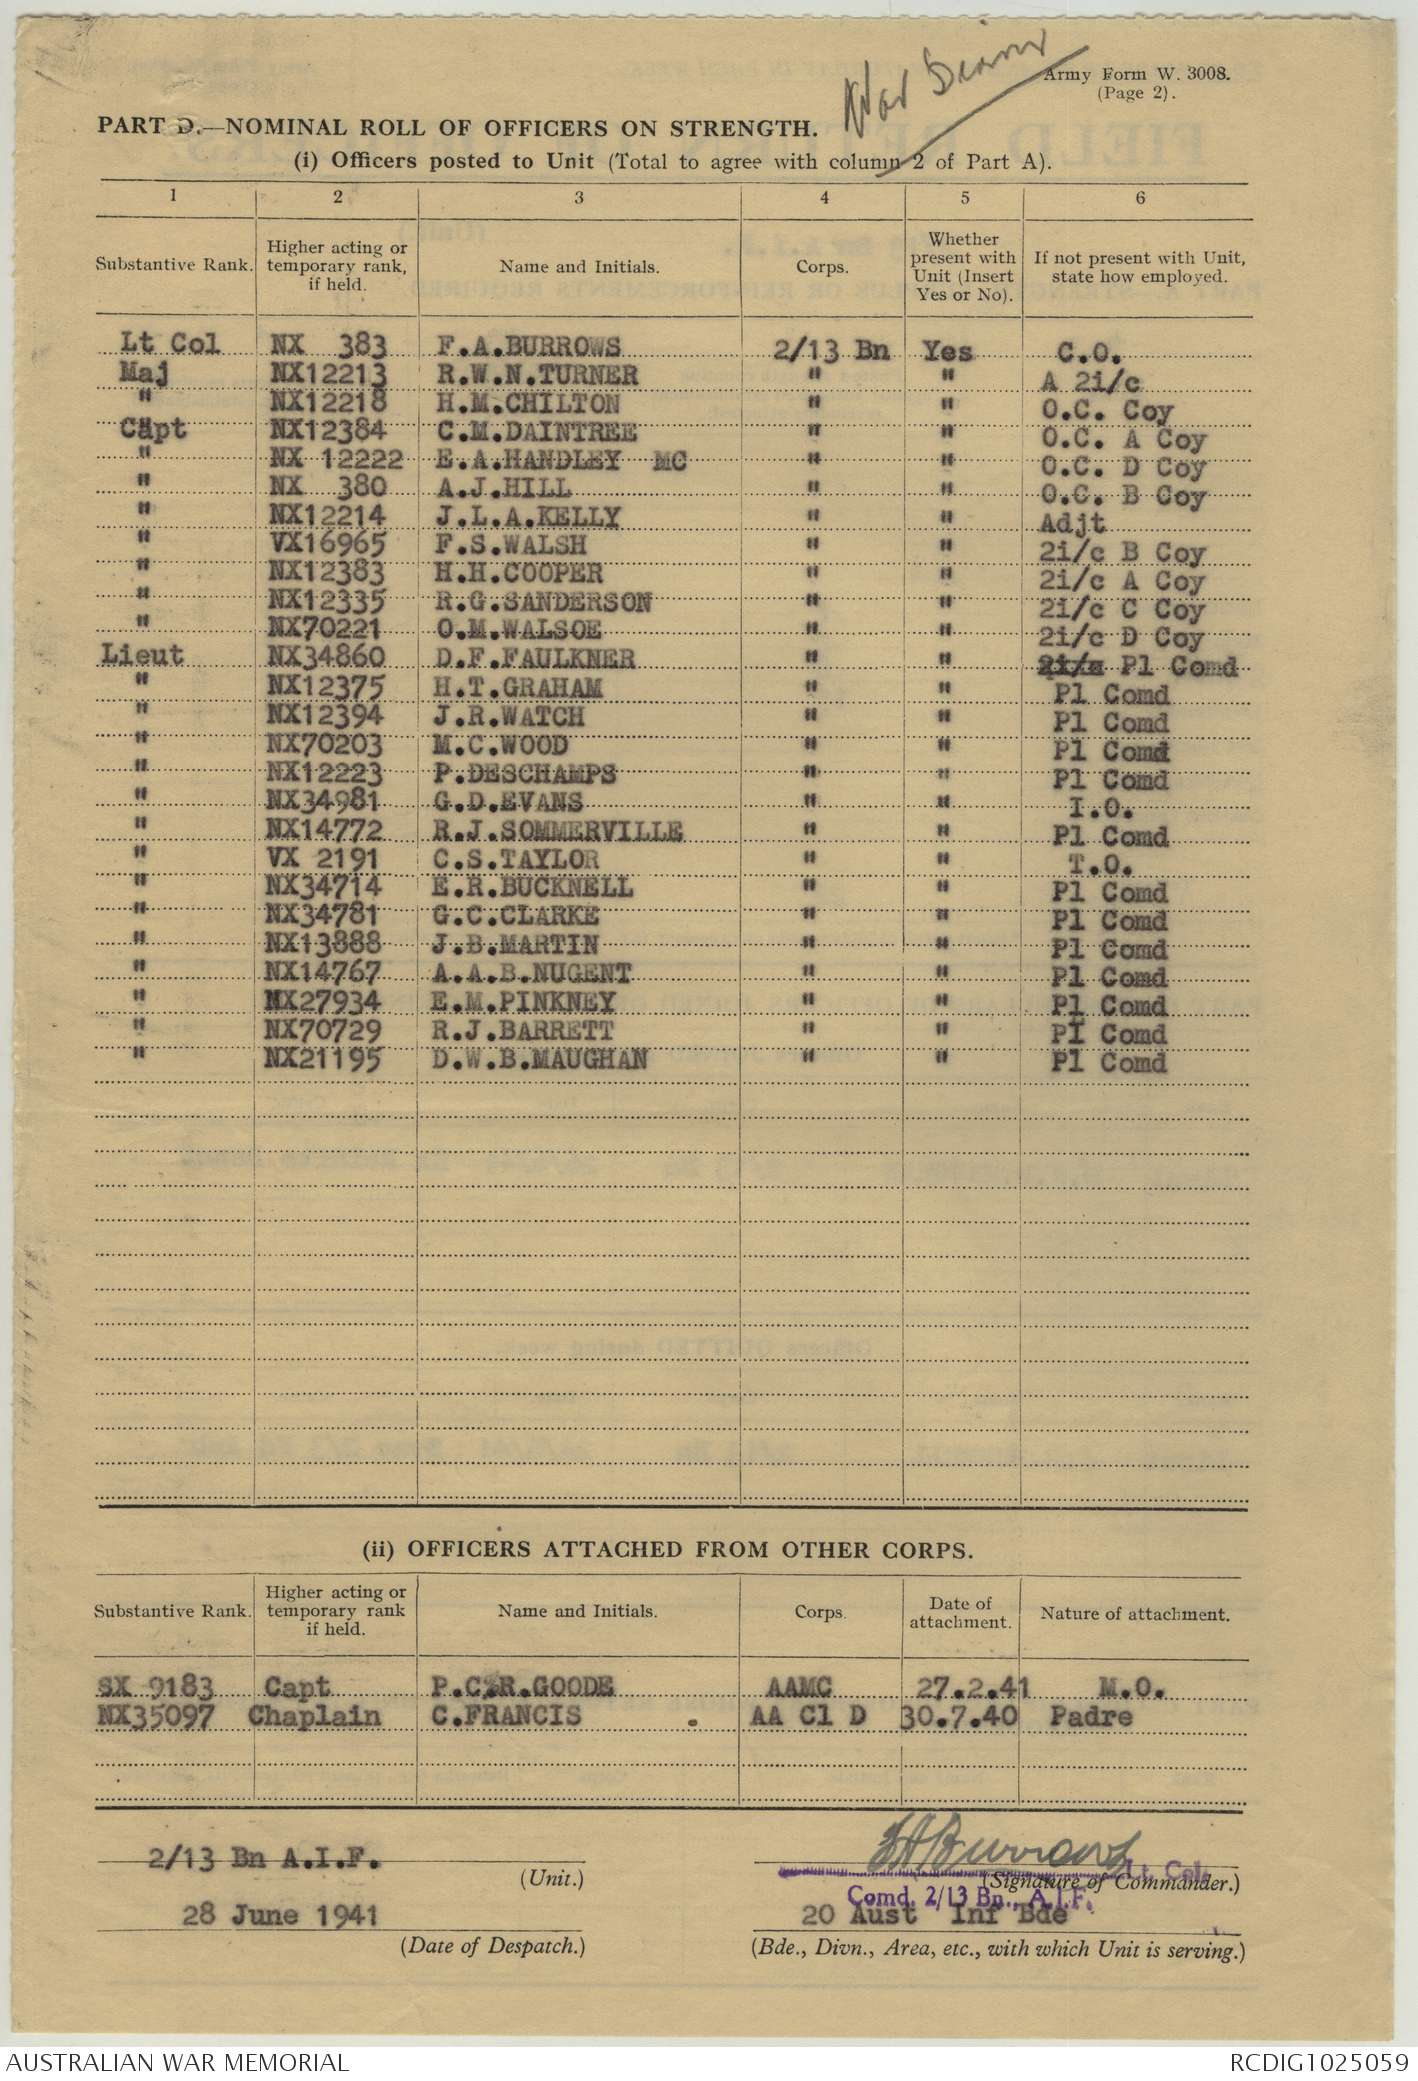 War Diary
Army Form W. 3008.
(Page 2).
PART D.—NOMINAL ROLL OF OFFICERS ON STRENGTH.
(i) Officers posted to Unit (Total to agree with column 2 of Part A).
1 2 3 4 5 6
Substantive Rank. Higher acting or temporary rank, if held. Name and Initials. Corps. Whether present with Unit (Insert Yes or No). If not present with Unit, state how employed.
Lt Col NX 383 F.A.BURROWS 2/13 Bn Yes C.O.
Maj NX12213 R.W.N.TURNER " " A 2i/c
" NX12218 H.M.CHILTON " " O.C. Coy
Capt NX12384 C.M.DAINTREE " " O.C. A Coy
" NX 12222 E.A.HANDLEY MC " " O.C. D Coy
" NX 380 A.J.HILL " " O.C. B Coy
" NX12214 J.L.A.KELLY " " Adjt
" VX16965 F.S.WALSH " " 2i/c B Coy
" NX12383 H.H.COOPER " " 2i/c A Coy
" NX12335 R.G.SANDERSON " " 2i/c C Coy
" NX70221 O.M.WALSOE " " 2i/c D Coy
Lieut NX34860 D.F.FAULKNER " " 2i/c Pl Comd
" NX12375 H.T.GRAHAM " " Pl Comd
" NX12394 J.R.WATCH " " Pl Comd
" NX70203 M.C.WOOD " " Pl Comd
" NX12223 P.DESCHAMPS " " Pl Comd
" NX34981 G.D.EVANS " " I.O.
" NX14772 R.J.SOMMERVILLE " " Pl Comd
" VX 2191 C.S.TAYLOR " " T.O.
" NX34714 E.R.BUCKNELL " " Pl Comd
" NX34781 G.C.CLARKE " " Pl Comd
" NX13888 J.B.MARTIN " " Pl Comd
" NX14767 A.A.B.NUGENT " " Pl Comd
" NX27934 E.M.PINKNEY " " Pl Comd
" NX70729 R.J.BARRETT " " Pl Comd
" NX21195 D.W.B.MAUGHAN " " Pl Comd
(ii) OFFICERS ATTACHED FROM OTHER CORPS.
Substantive Rank. Higher acting or temporary rank if held. Name and Initials. Corps. Date of attachment. Nature of attachment.
SX 9183 Capt P.C.R.GOODE AAMC 27.2.41 M.O.
NX35097 Chaplain C.FRANCIS . AA Cl D 30.7.40 Padre
2/13 Bn A.I.F. FABurrows Lt. Col.
(Unit.) (Signature of Commander.)
Comd. 2/13 Bn., A.I.F.
28 June 1941 20 Aust Inf Bde
(Date of Despatch.) (Bde., Divn., Area, etc., with which Unit is serving.)
AUSTRALIAN WAR MEMORIAL RCDIG1025059